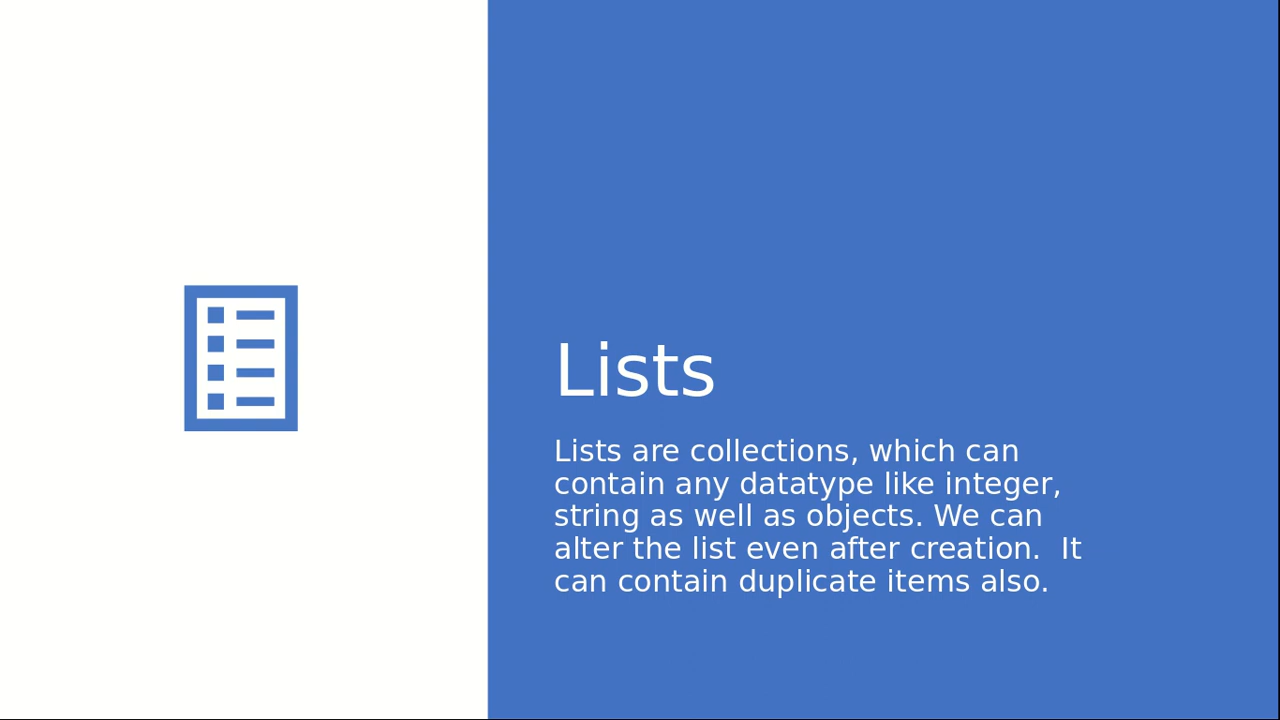 Lists
Lists are collections, which can
contain any datatype like integer,
string as well as objects. We can
alter the list even after creation.  It
can contain duplicate items also.